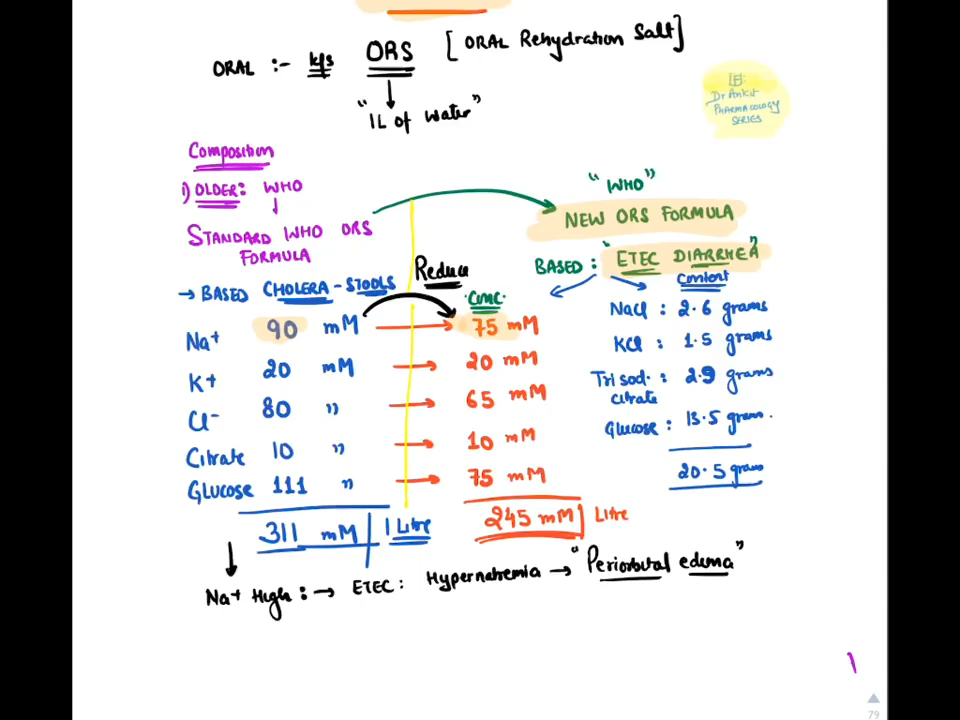 ORAL :- k/s ORS [ORAL Rehydration Salt]
"1L of water"
Dr Ankit
PHARMACOLOGY
SERIES
Composition
1) OLDER: WHO
STANDARD WHO ORS
FORMULA
→ BASED CHOLERA - STOOLS
"WHO"
NEW ORS FORMULA
BASED : "ETEC DIARRHEA"
Reduce
CONC.
Content
Na+ 90 mM → 75 mM
K+ 20 mM → 20 mM
Cl- 80 " → 65 mM
Citrate 10 " → 10 mM
Glucose 111 " → 75 mM
311 mM | 1 Litre
245 mM | Litre
NaCl : 2.6 grams
KCl : 1.5 grams
Tri sod. : 2.9 grams
citrate
Glucose : 13.5 gram.
20.5 gram
Na+ High : → ETEC : Hypernatremia → "Periorbital edema"
79